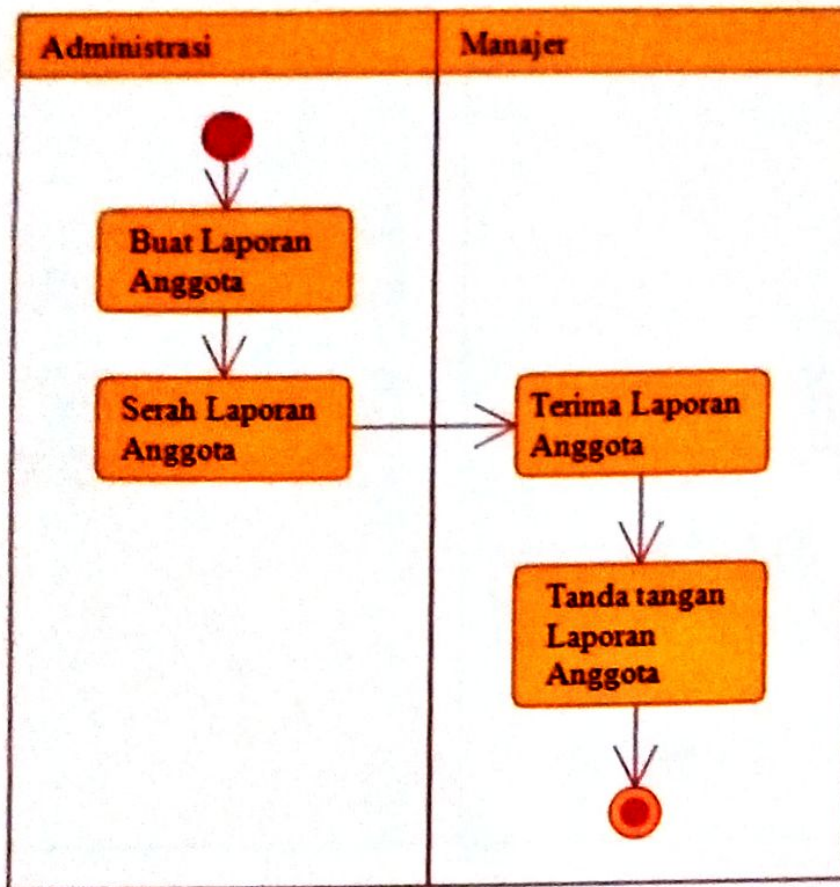 Administrasi
Manajer
Buat Laporan
Anggota
Serah Laporan
Anggota
Terima Laporan
Anggota
Tanda tangan
Laporan
Anggota